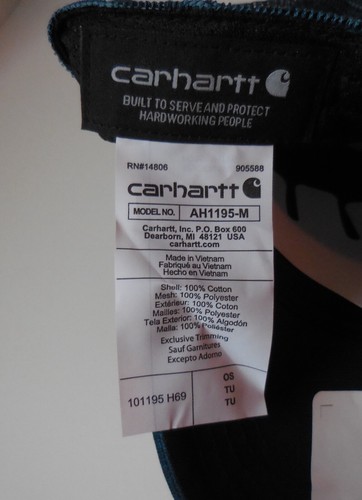 carhartt
BUILT TO SERVE AND PROTECT
HARDWORKING PEOPLE
RN#14806 905588
carhartt
MODEL NO. AH1195-M
Carhartt, Inc. P.O. Box 600
Dearborn, MI 48121 USA
carhartt.com
Made in Vietnam
Fabriqué au Vietnam
Hecho en Vietnam
Shell: 100% Cotton
Mesh: 100% Polyester
Extérieur: 100% Coton
Mailles: 100% Polyester
Tela Exterior: 100% Algodón
Malla: 100% Poliéster
Exclusive Trimming
Sauf Garnitures
Excepto Adorno
101195 H69
OS
TU
TU